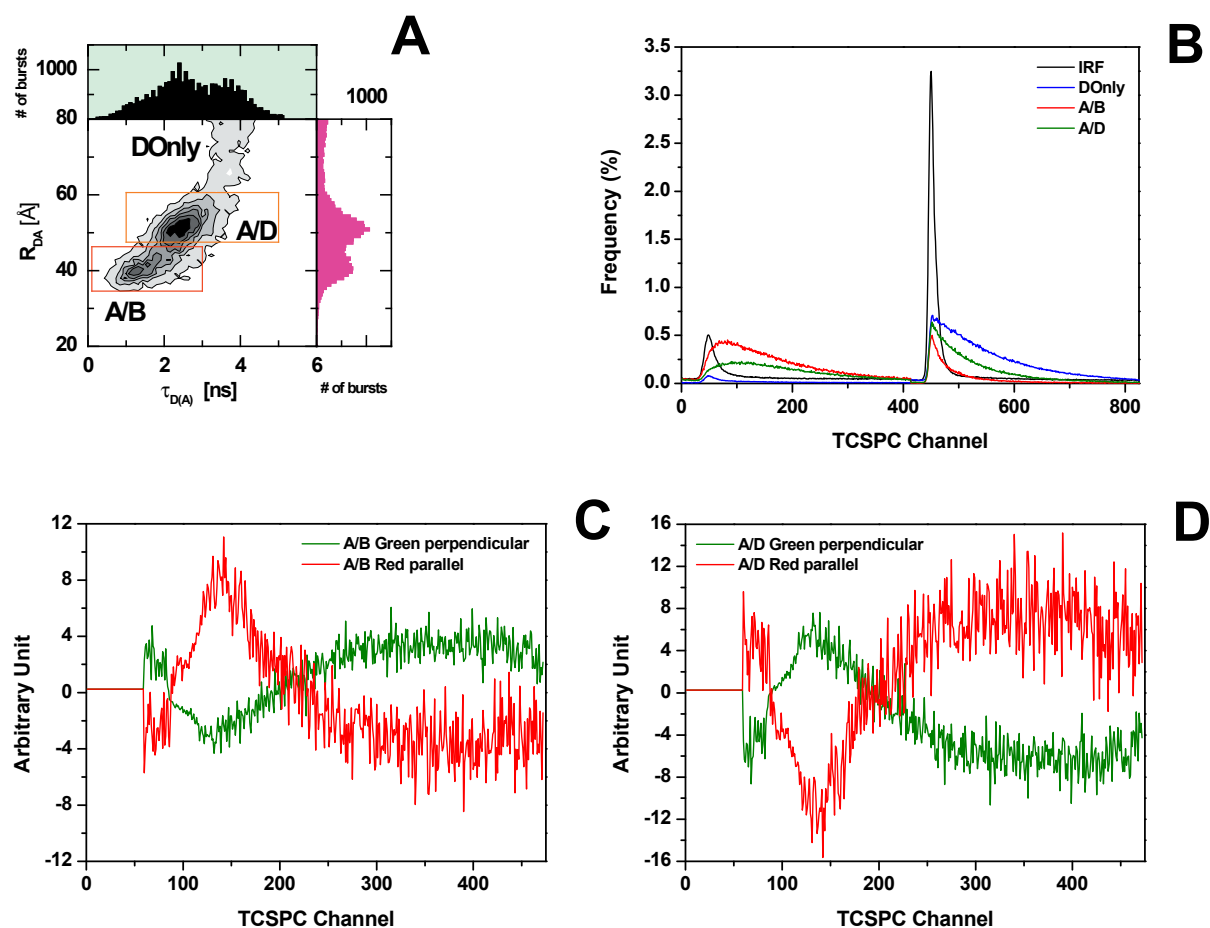 A
# of bursts
1000
1000
80
60
40
20
R_DA [Å]
DOnly
A/D
A/B
0
2
4
6
τ_D(A) [ns]
# of bursts
B
3.5
3.0
2.5
2.0
1.5
1.0
0.5
0.0
Frequency (%)
IRF
DOnly
A/B
A/D
0
200
400
600
800
TCSPC Channel
C
12
8
4
0
-4
-8
-12
Arbitrary Unit
A/B Green perpendicular
A/B Red parallel
0
100
200
300
400
TCSPC Channel
D
16
12
8
4
0
-4
-8
-12
-16
Arbitrary Unit
A/D Green perpendicular
A/D Red parallel
0
100
200
300
400
TCSPC Channel